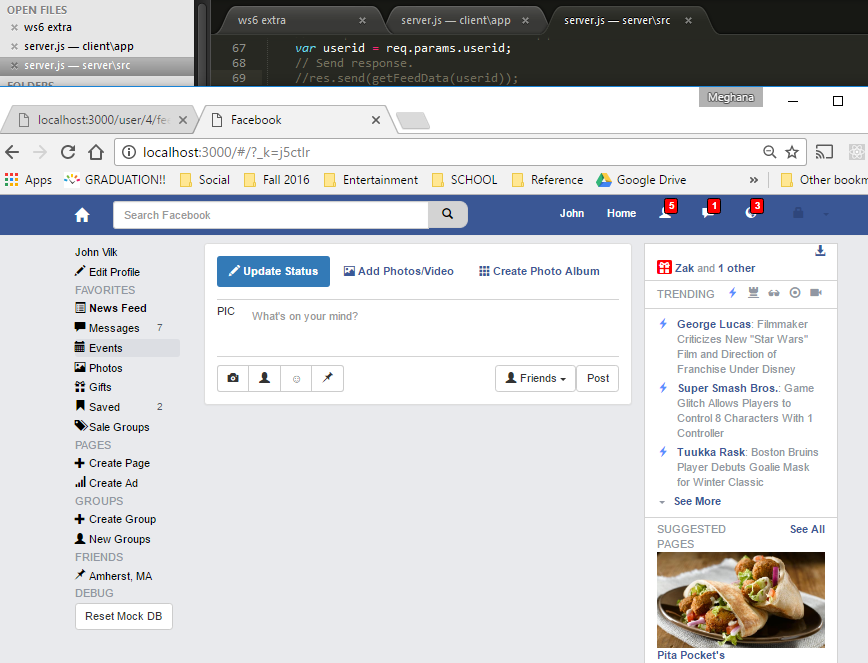 OPEN FILES
ws6 extra
server.js — client\app
server.js — server\src
FOLDERS
ws6 extra
server.js — client\app
server.js — server\src
67 var userid = req.params.userid;
68 // Send response.
69 //res.send(getFeedData(userid));
Meghana
localhost:3000/user/4/fee
Facebook
localhost:3000/#/?_k=j5ctlr
Apps
GRADUATION!!
Social
Fall 2016
Entertainment
SCHOOL
Reference
Google Drive
»
Other bookm
Search Facebook
John
Home
5
1
3
John Vilk
Edit Profile
FAVORITES
News Feed
Messages 7
Events
Photos
Gifts
Saved 2
Sale Groups
PAGES
Create Page
Create Ad
GROUPS
Create Group
New Groups
FRIENDS
Amherst, MA
DEBUG
Reset Mock DB
Update Status
Add Photos/Video
Create Photo Album
PIC
What's on your mind?
Friends
Post
Zak and 1 other
TRENDING
George Lucas: Filmmaker
Criticizes New "Star Wars"
Film and Direction of
Franchise Under Disney
Super Smash Bros.: Game
Glitch Allows Players to
Control 8 Characters With 1
Controller
Tuukka Rask: Boston Bruins
Player Debuts Goalie Mask
for Winter Classic
See More
SUGGESTED
PAGES
See All
Pita Pocket's